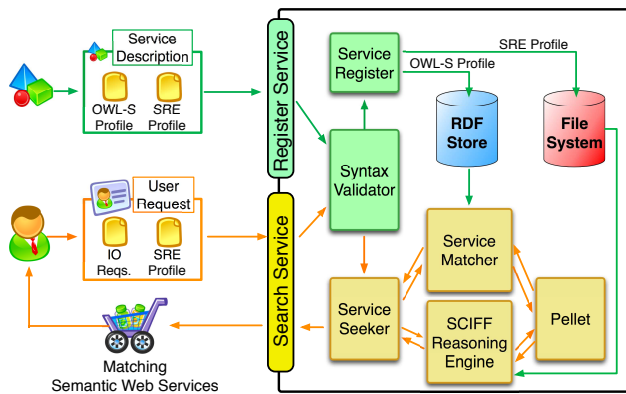 Service
Description
OWL-S
Profile
SRE
Profile
Register Service
Service
Register
SRE Profile
OWL-S Profile
RDF
Store
File
System
Syntax
Validator
User
Request
IO
Reqs.
SRE
Profile
Search Service
Service
Matcher
Service
Seeker
SCIFF
Reasoning
Engine
Pellet
Matching
Semantic Web Services